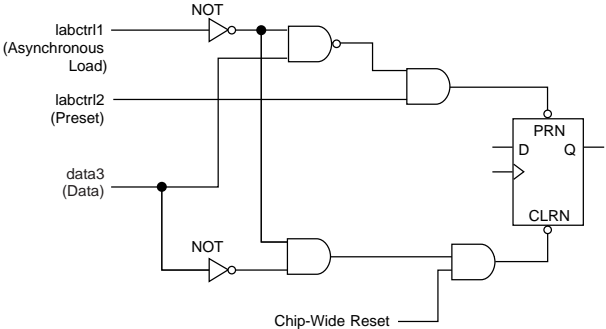 NOT
labctrl1
(Asynchronous
Load)
labctrl2
(Preset)
PRN
D Q
data3
(Data)
CLRN
NOT
Chip-Wide Reset